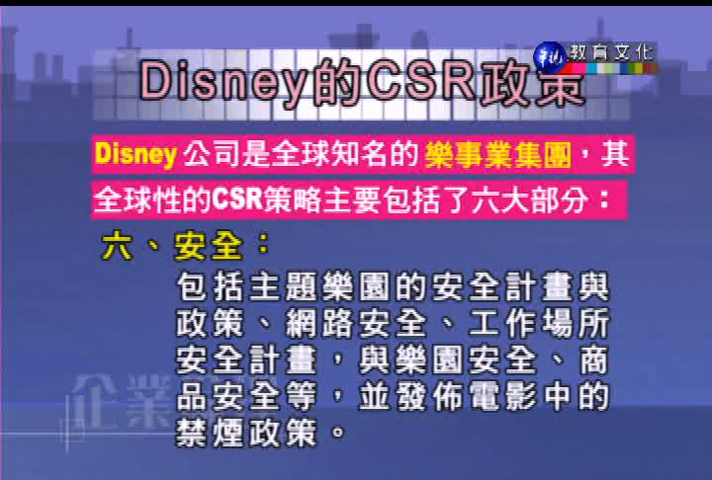 華視 教育文化
Disney的CSR政策
Disney公司是全球知名的樂事業集團，其
全球性的CSR策略主要包括了六大部分：
六、安全：
包括主題樂園的安全計畫與
政策、網路安全、工作場所
安全計畫，與樂園安全、商
品安全等，並發佈電影中的
禁煙政策。
企業